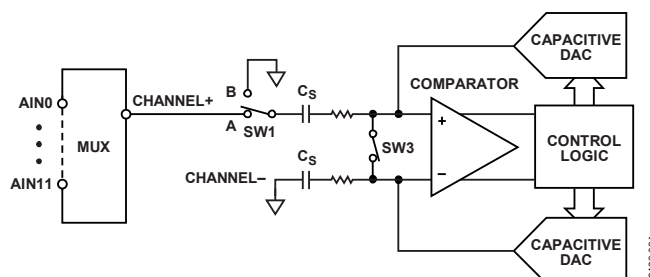 CAPACITIVE
DAC
COMPARATOR
CHANNEL+
B
A
SW1
CS
AIN0
AIN11
MUX
+
−
SW3
CONTROL
LOGIC
CHANNEL–
CS
CAPACITIVE
DAC